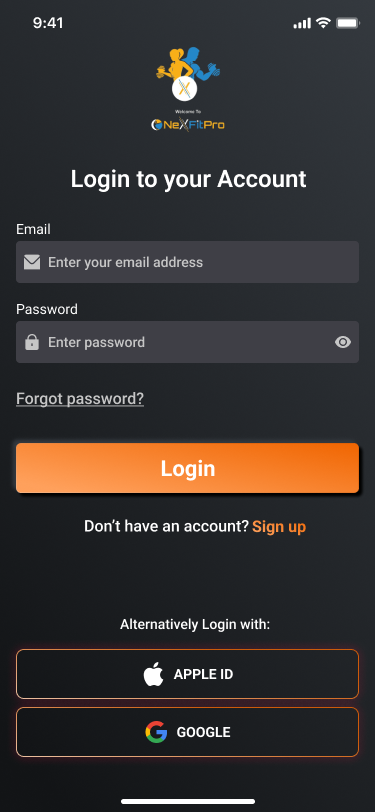 9:41
Welcome To
NeXFitPro
Login to your Account
Email
Enter your email address
Password
Enter password
Forgot password?
Login
Don't have an account? Sign up
Alternatively Login with:
APPLE ID
GOOGLE